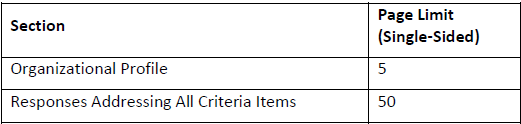 Section
Page Limit
(Single-Sided)
Organizational Profile
5
Responses Addressing All Criteria Items
50